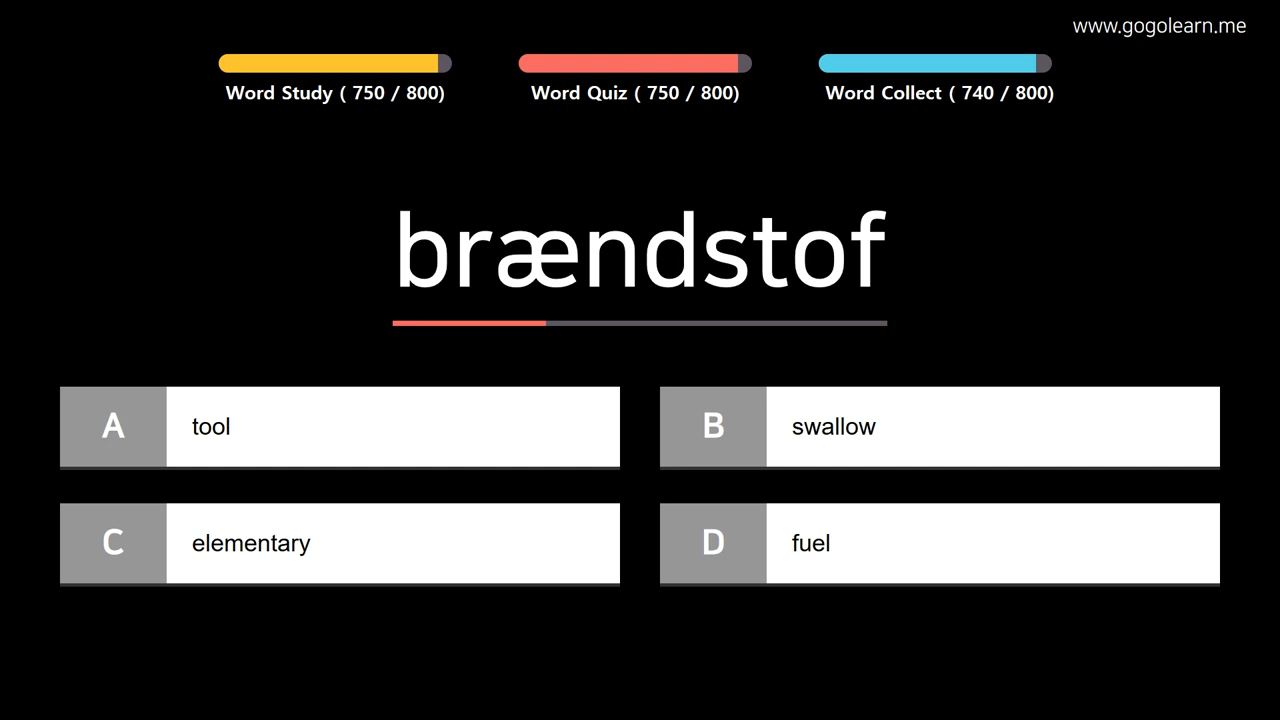 www.gogolearn.me
Word Study ( 750 / 800)
Word Quiz ( 750 / 800)
Word Collect ( 740 / 800)
brændstof
A tool
B swallow
C elementary
D fuel